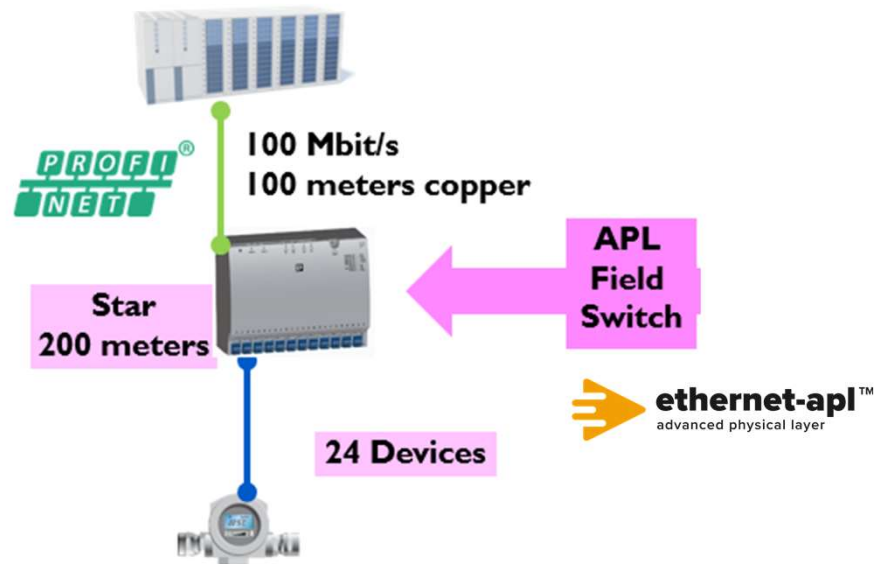 100 Mbit/s
100 meters copper
PROFI®
NET
APL
Field
Switch
Star
200 meters
ethernet-apl™
advanced physical layer
24 Devices